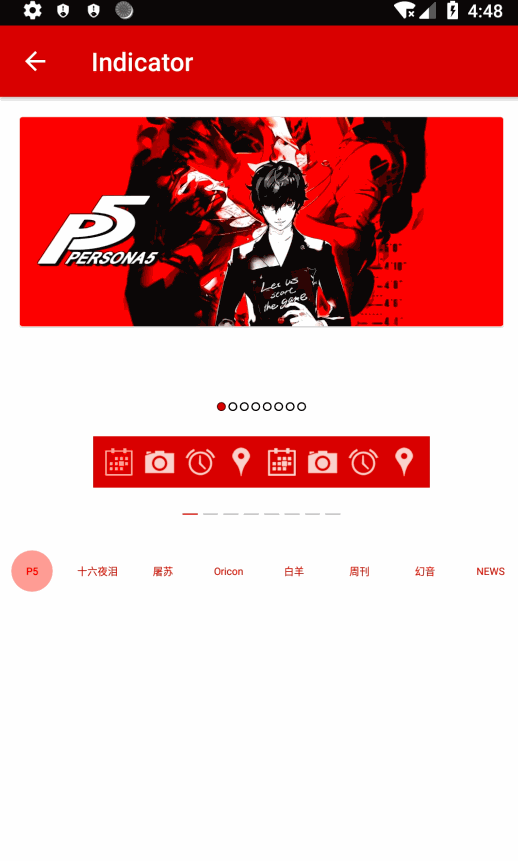 4:48
Indicator
P5
PERSONA5
Let us
score
the game
P5
十六夜泪
屠苏
Oricon
白羊
周刊
幻音
NEWS